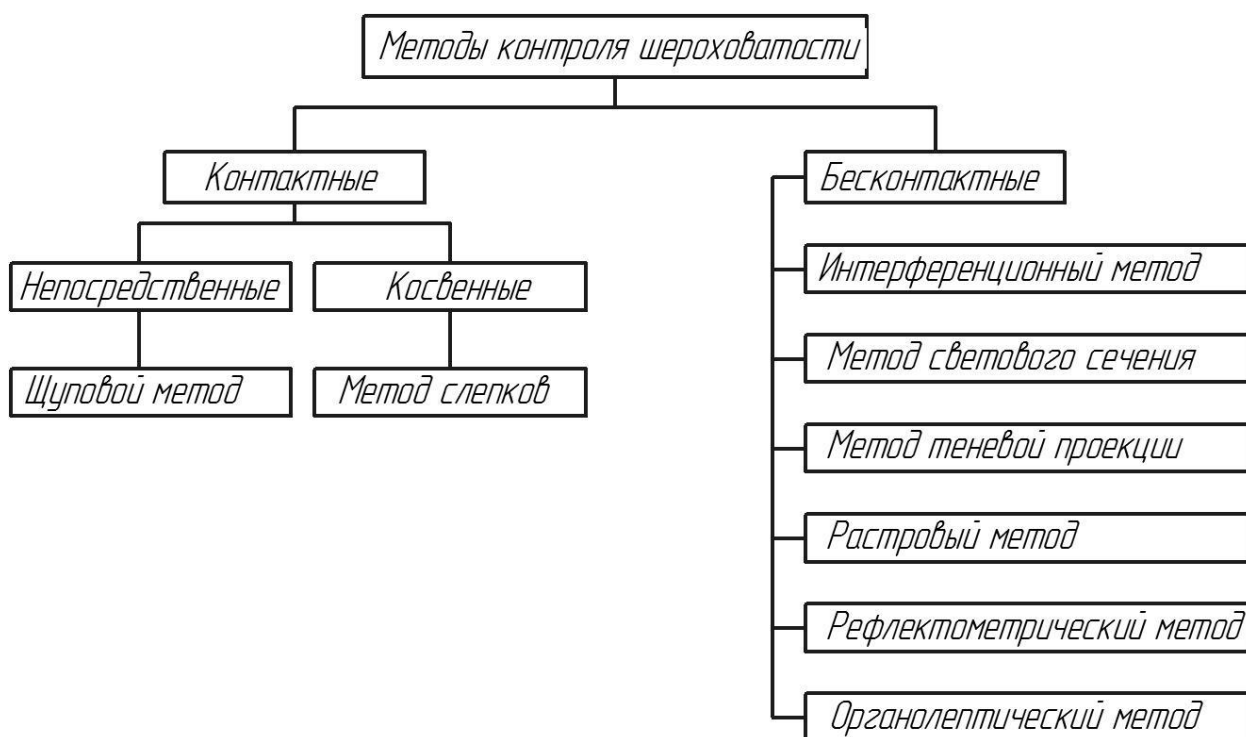 Методы контроля шероховатости
Контактные
Бесконтактные
Непосредственные
Косвенные
Интерференционный метод
Метод светового сечения
Щуповой метод
Метод слепков
Метод теневой проекции
Растровый метод
Рефлектометрический метод
Органолептический метод